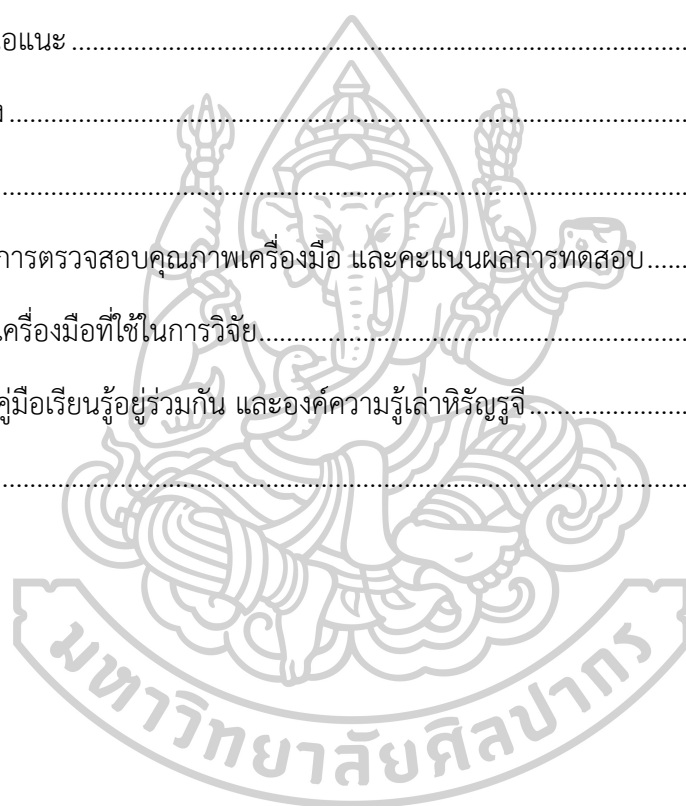 อแนะ ....................................................................................................
ง ....................................................................................................
....................................................................................................
การตรวจสอบคุณภาพเครื่องมือ และคะแนนผลการทดสอบ......
เครื่องมือที่ใช้ในการวิจัย..............................................................
คู่มือเรียนรู้อยู่ร่วมกัน และองค์ความรู้เล่าหิรัญรูจี.......................
....................................................................................................
มหาวิทยาลัยศิลปากร